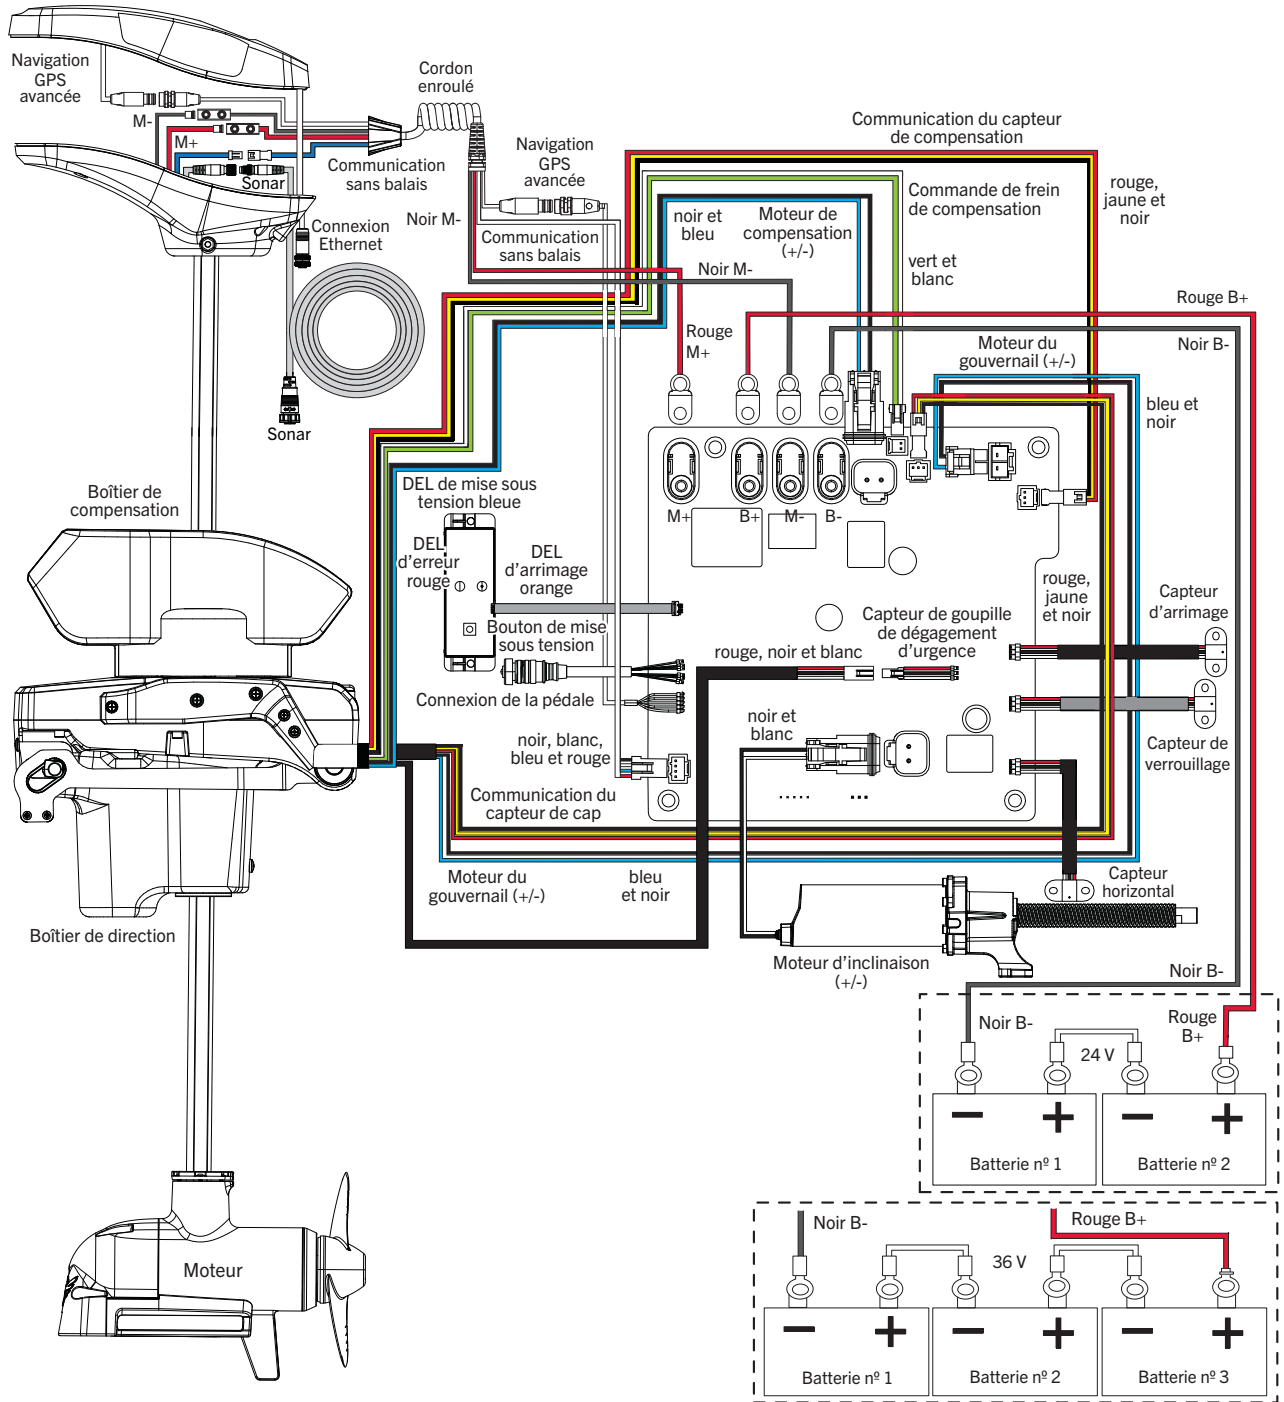 Navigation
GPS
avancée
M-
M+
Sonar
Cordon
enroulé
Communication
sans balais
Connexion
Ethernet
Sonar
Noir M-
Navigation
GPS
avancée
Communication
sans balais
Communication du capteur
de compensation
rouge,
jaune et
noir
Commande de frein
de compensation
noir et
bleu
Moteur de
compensation
(+/-)
vert et
blanc
Noir M-
Rouge
M+
Rouge B+
Noir B-
Moteur du
gouvernail (+/-)
bleu et
noir
M+
B+
M-
B-
Boîtier de
compensation
DEL de mise sous
tension bleue
DEL
d'erreur
rouge
DEL
d'arrimage
orange
Bouton de mise
sous tension
Connexion de la pédale
rouge, noir et blanc
Capteur de goupille
de dégagement
d'urgence
rouge,
jaune
et noir
Capteur
d'arrimage
Capteur de
verrouillage
noir et
blanc
noir, blanc,
bleu et rouge
Communication du
capteur de cap
Moteur du
gouvernail (+/-)
bleu
et noir
Capteur
horizontal
Boîtier de direction
Moteur d'inclinaison
(+/-)
Noir B-
Noir B-
Rouge
B+
24 V
Batterie nº 1
Batterie nº 2
Noir B-
Rouge B+
36 V
Moteur
Batterie nº 1
Batterie nº 2
Batterie nº 3